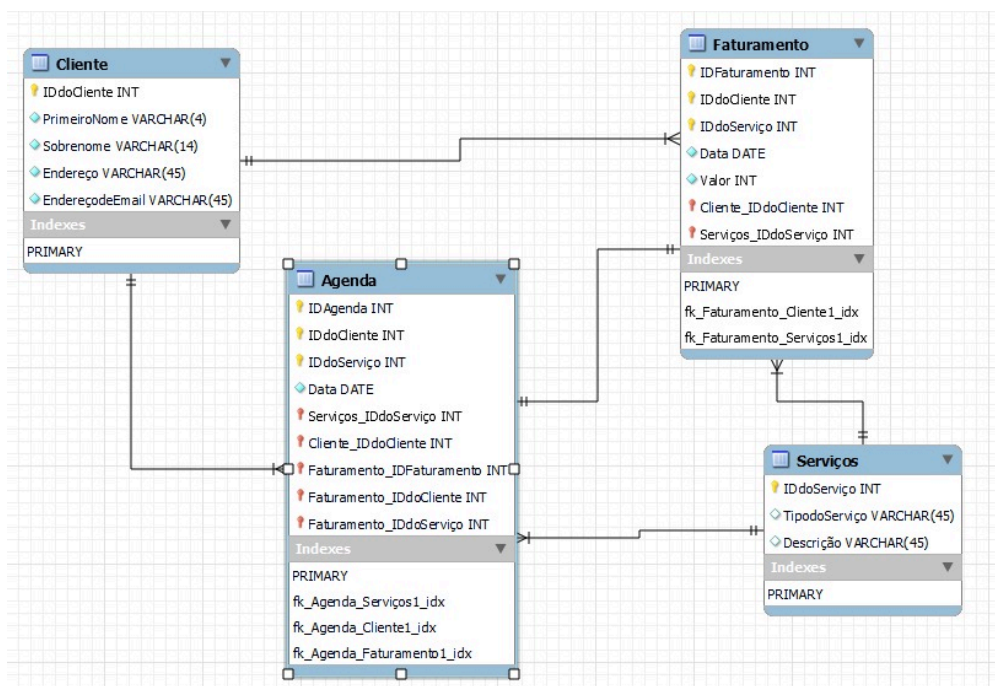 Cliente
IDdoCliente INT
PrimeiroNome VARCHAR(4)
Sobrenome VARCHAR(14)
Endereço VARCHAR(45)
EndereçodeEmail VARCHAR(45)
Indexes
PRIMARY
Faturamento
IDFaturamento INT
IDdoCliente INT
IDdoServiço INT
Data DATE
Valor INT
Cliente_IDdoCliente INT
Serviços_IDdoServiço INT
Indexes
PRIMARY
fk_Faturamento_Cliente1_idx
fk_Faturamento_Serviços1_idx
Agenda
IDAgenda INT
IDdoCliente INT
IDdoServiço INT
Data DATE
Serviços_IDdoServiço INT
Cliente_IDdoCliente INT
Faturamento_IDFaturamento INT
Faturamento_IDdoCliente INT
Faturamento_IDdoServiço INT
Indexes
PRIMARY
fk_Agenda_Serviços1_idx
fk_Agenda_Cliente1_idx
fk_Agenda_Faturamento1_idx
Serviços
IDdoServiço INT
TipodoServiço VARCHAR(45)
Descrição VARCHAR(45)
Indexes
PRIMARY